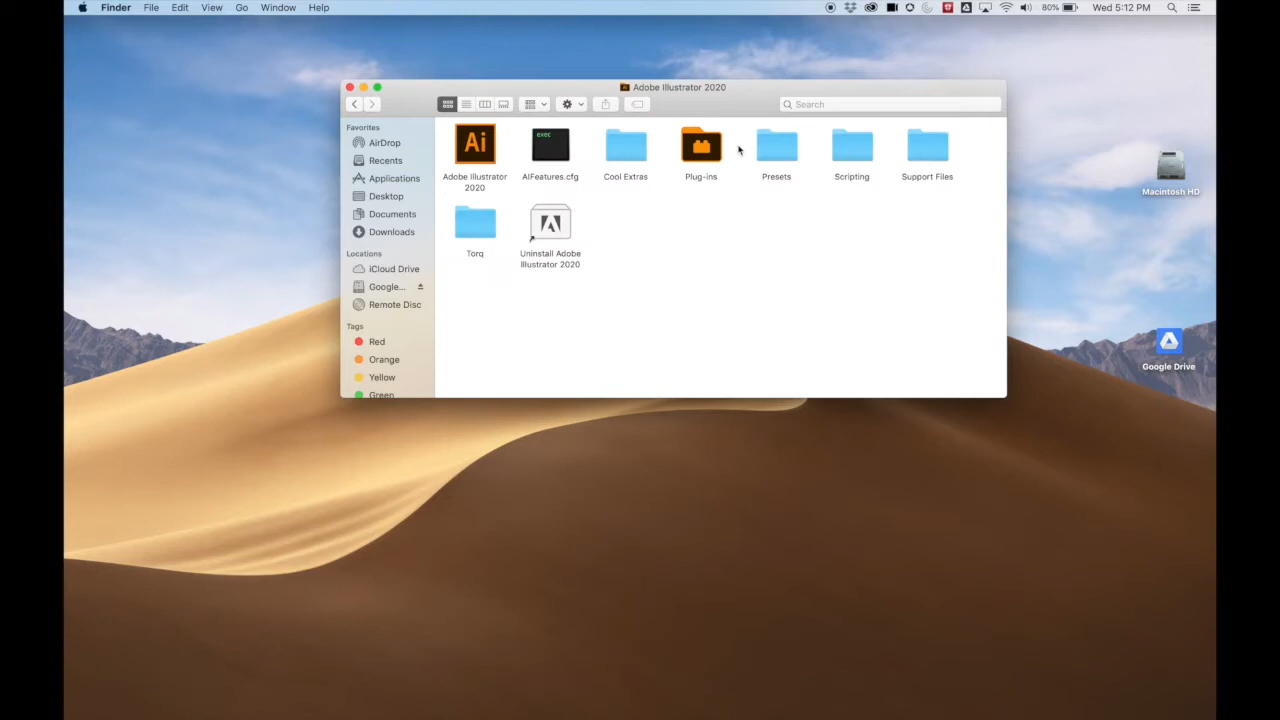 Finder File Edit View Go Window Help 80% Wed 5:12 PM
Adobe Illustrator 2020
Search
Favorites
AirDrop
Recents
Applications
Desktop
Documents
Downloads
Locations
iCloud Drive
Google...
Remote Disc
Tags
Red
Orange
Yellow
Green
Ai
exec
Adobe Illustrator
2020
AIFeatures.cfg
Cool Extras
Plug-ins
Presets
Scripting
Support Files
Torq
Uninstall Adobe
Illustrator 2020
Macintosh HD
Google Drive